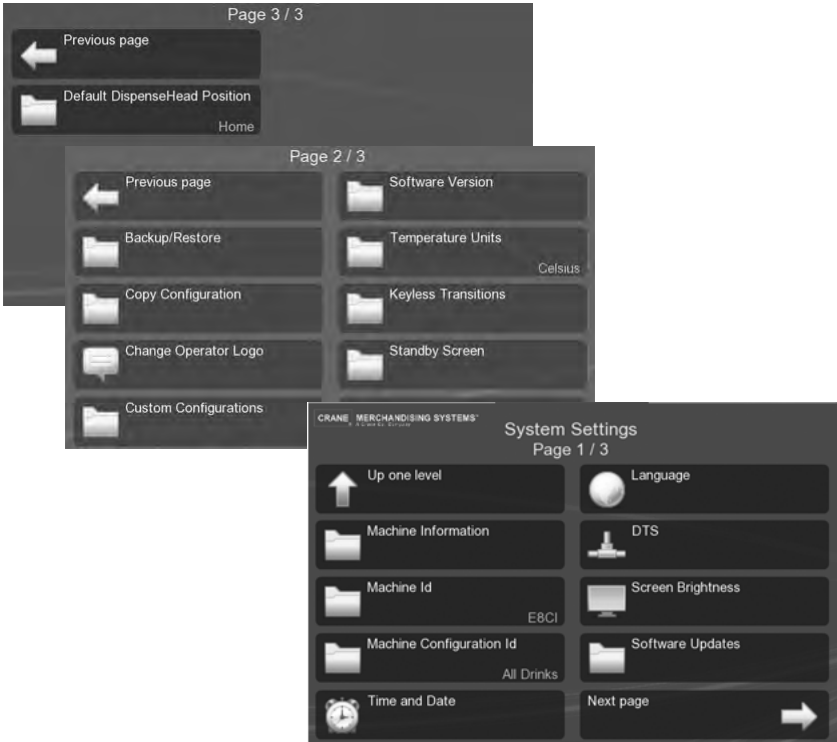 Page 3 / 3
Previous page
Default DispenseHead Position
Home
Page 2 / 3
Previous page
Software Version
Backup/Restore
Temperature Units
Celsius
Copy Configuration
Keyless Transitions
Change Operator Logo
Standby Screen
Custom Configurations
CRANE MERCHANDISING SYSTEMS
System Settings
Page 1 / 3
Up one level
Language
Machine Information
DTS
Machine Id
E8CI
Screen Brightness
Machine Configuration Id
All Drinks
Software Updates
Time and Date
Next page